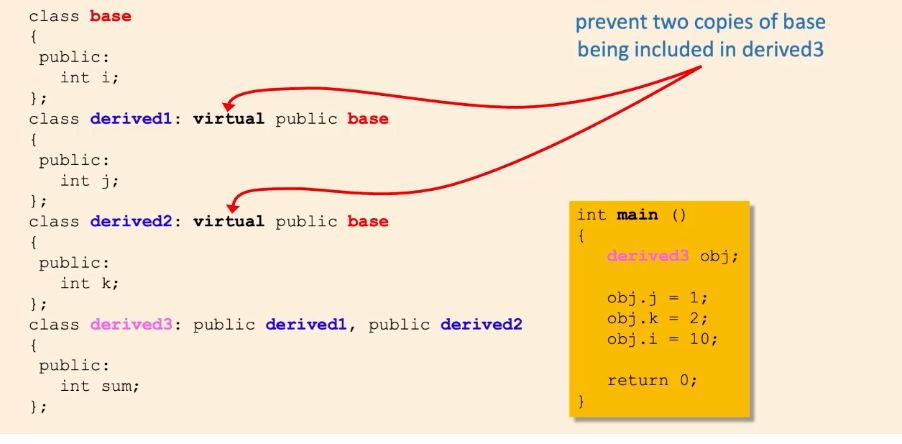 class base
{
public:
int i;
};
class derived1: virtual public base
{
public:
int j;
};
class derived2: virtual public base
{
public:
int k;
};
class derived3: public derived1, public derived2
{
public:
int sum;
};
prevent two copies of base
being included in derived3
int main ()
{
derived3 obj;
obj.j = 1;
obj.k = 2;
obj.i = 10;
return 0;
}